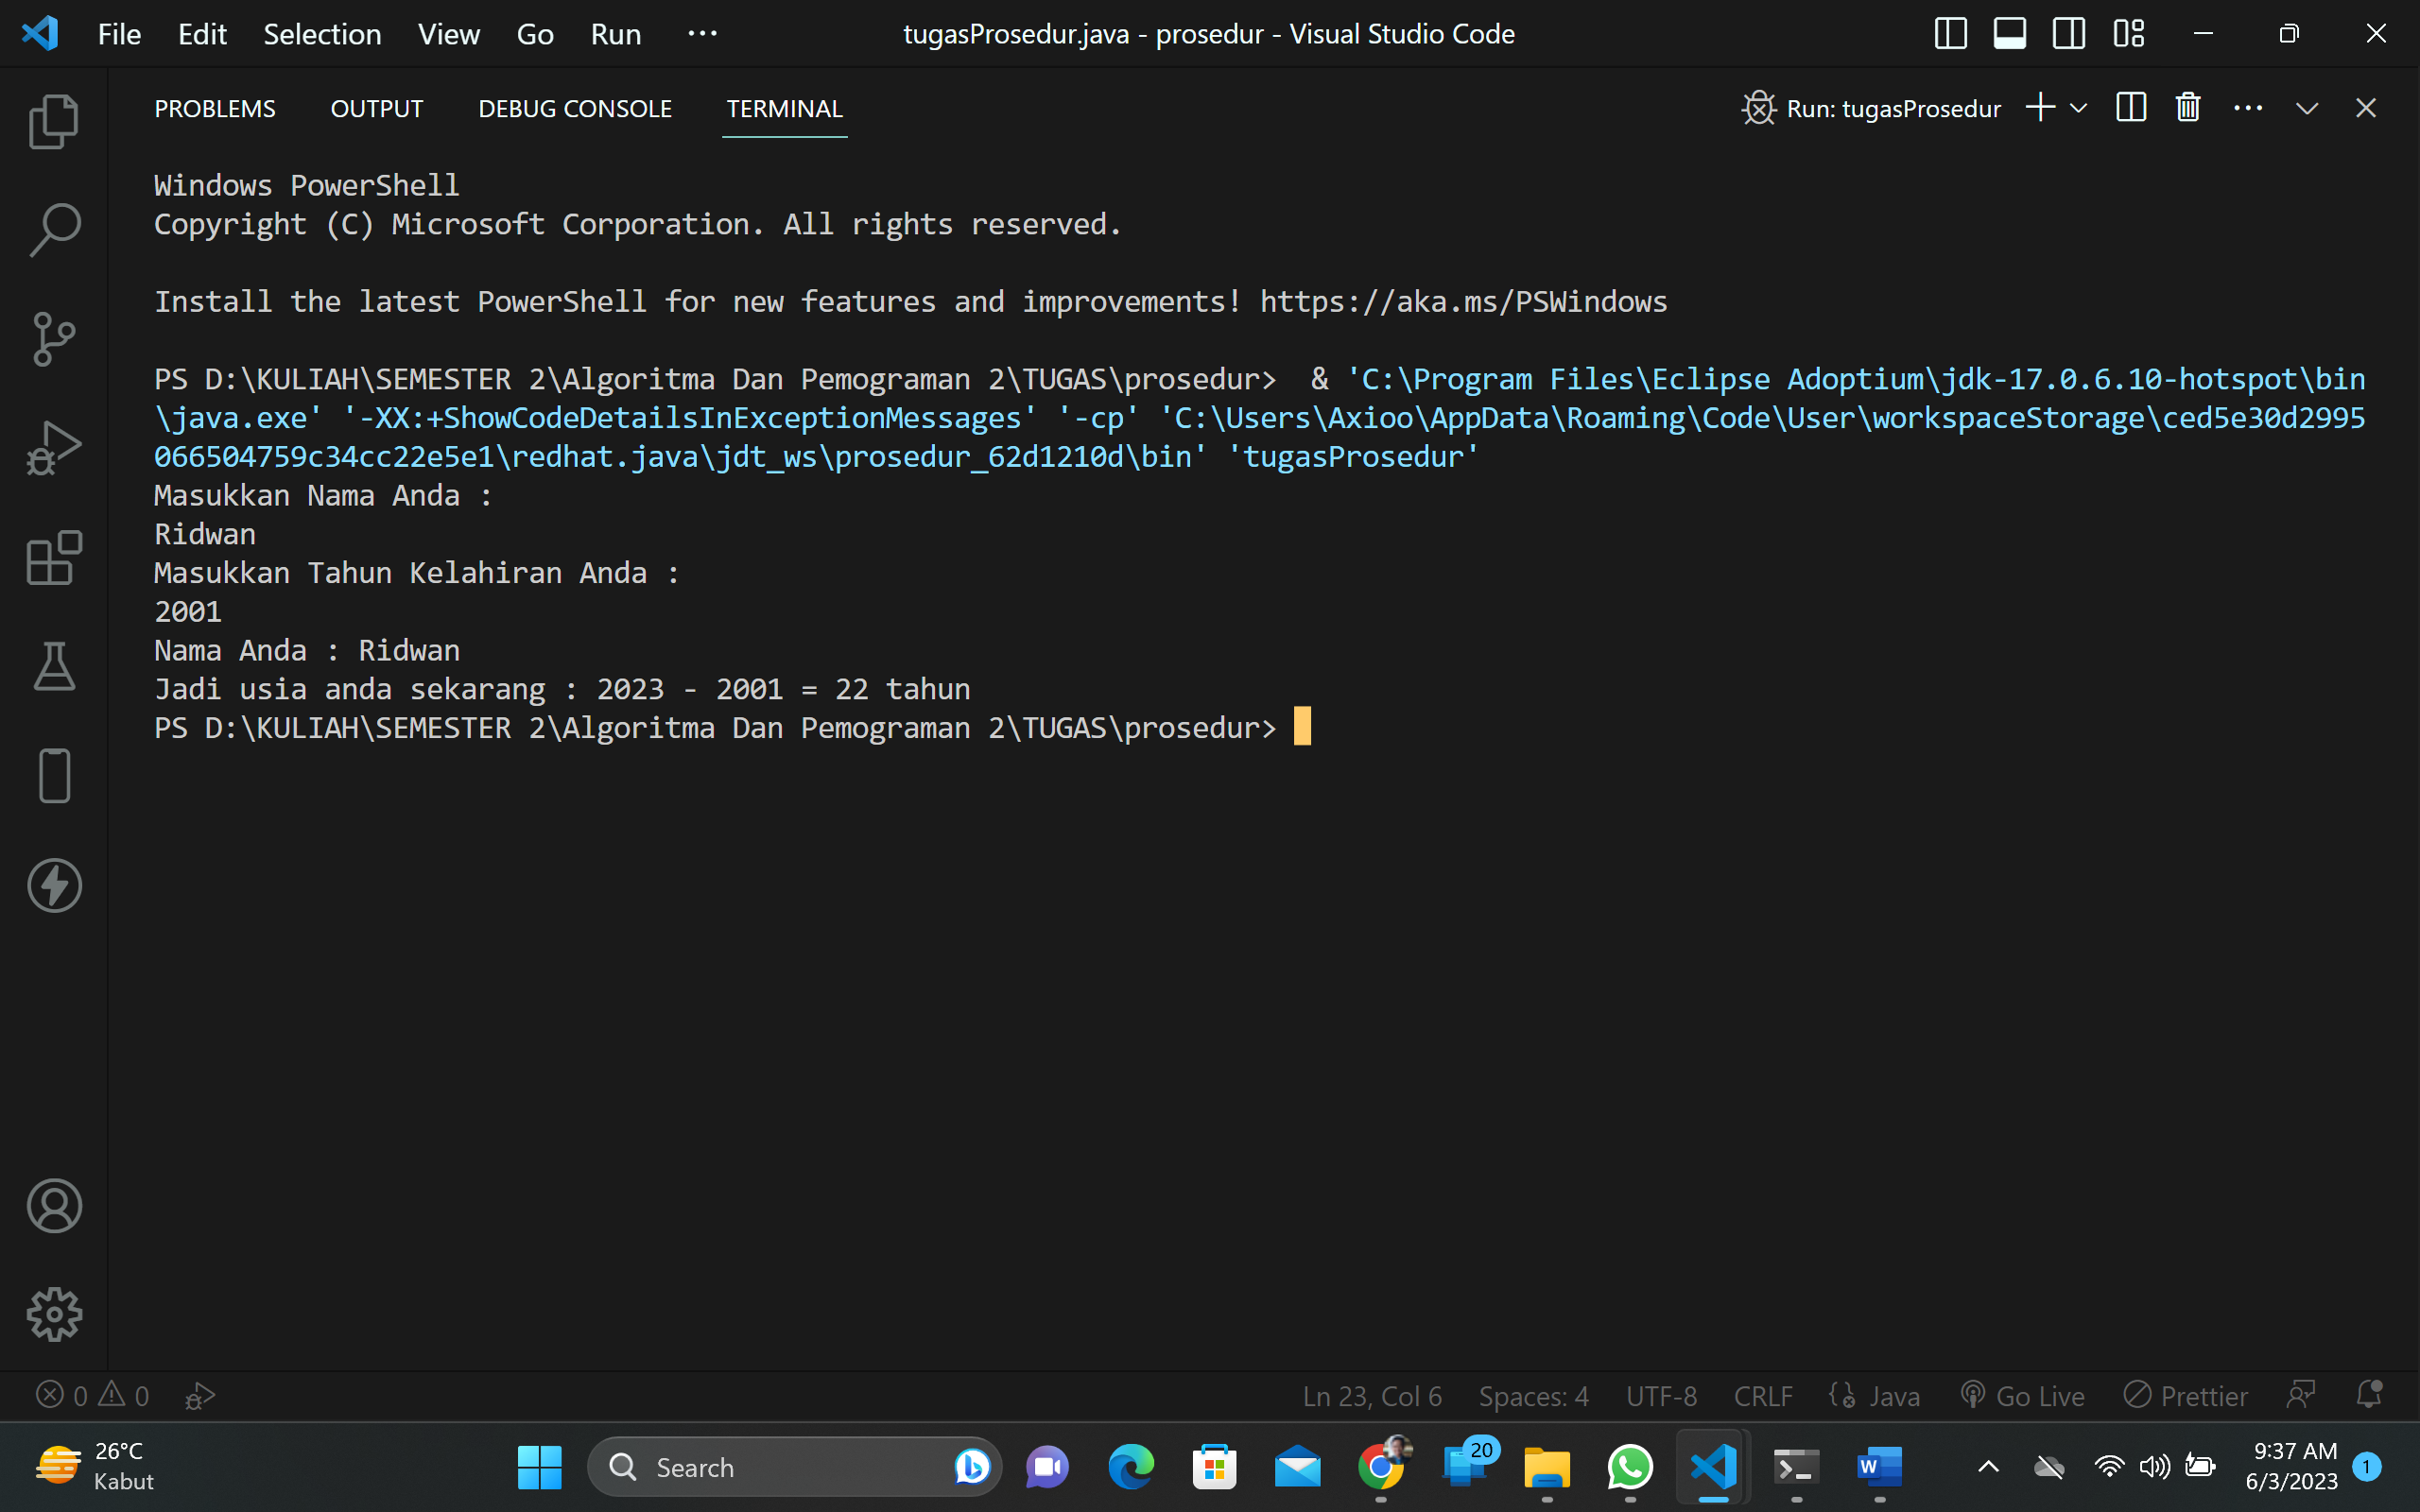 File Edit Selection View Go Run ··· tugasProsedur.java - prosedur - Visual Studio Code
PROBLEMS OUTPUT DEBUG CONSOLE TERMINAL Run: tugasProsedur
Windows PowerShell
Copyright (C) Microsoft Corporation. All rights reserved.
Install the latest PowerShell for new features and improvements! https://aka.ms/PSWindows
PS D:\KULIAH\SEMESTER 2\Algoritma Dan Pemograman 2\TUGAS\prosedur>  & 'C:\Program Files\Eclipse Adoptium\jdk-17.0.6.10-hotspot\bin
\java.exe' '-XX:+ShowCodeDetailsInExceptionMessages' '-cp' 'C:\Users\Axioo\AppData\Roaming\Code\User\workspaceStorage\ced5e30d2995
066504759c34cc22e5e1\redhat.java\jdt_ws\prosedur_62d1210d\bin' 'tugasProsedur'
Masukkan Nama Anda :
Ridwan
Masukkan Tahun Kelahiran Anda :
2001
Nama Anda : Ridwan
Jadi usia anda sekarang : 2023 - 2001 = 22 tahun
PS D:\KULIAH\SEMESTER 2\Algoritma Dan Pemograman 2\TUGAS\prosedur>
0 0 Ln 23, Col 6 Spaces: 4 UTF-8 CRLF Java Go Live Prettier
26°C
Kabut
Search
20
W
9:37 AM
6/3/2023
1